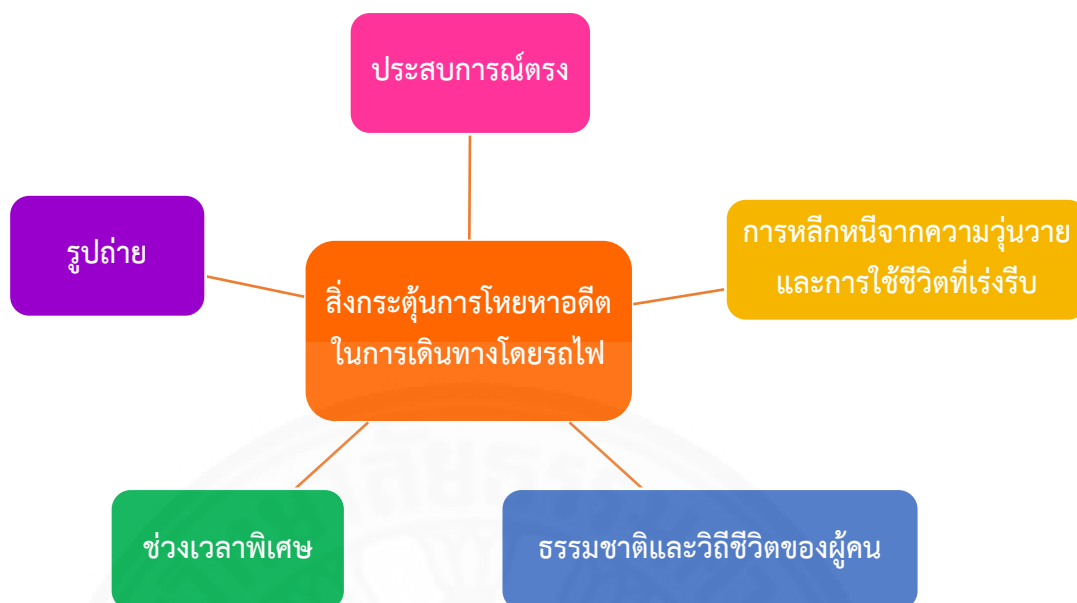 ประสบการณ์ตรง
รูปถ่าย
การหลีกหนีจากความวุ่นวาย
และการใช้ชีวิตที่เร่งรีบ
สิ่งกระตุ้นการโหยหาอดีต
ในการเดินทางโดยรถไฟ
ช่วงเวลาพิเศษ
ธรรมชาติและวิถีชีวิตของผู้คน